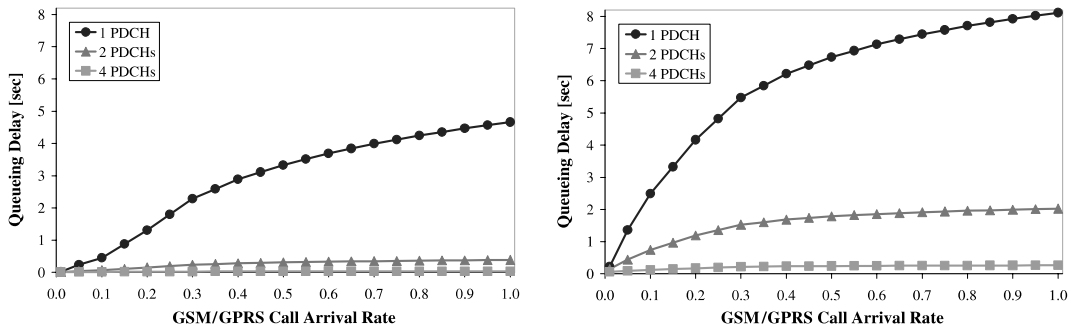 8
7
6
5
4
3
2
1
0
Queueing Delay [sec]
1 PDCH
2 PDCHs
4 PDCHs
0.0 0.1 0.2 0.3 0.4 0.5 0.6 0.7 0.8 0.9 1.0
GSM/GPRS Call Arrival Rate
8
7
6
5
4
3
2
1
0
Queueing Delay [sec]
1 PDCH
2 PDCHs
4 PDCHs
0.0 0.1 0.2 0.3 0.4 0.5 0.6 0.7 0.8 0.9 1.0
GSM/GPRS Call Arrival Rate